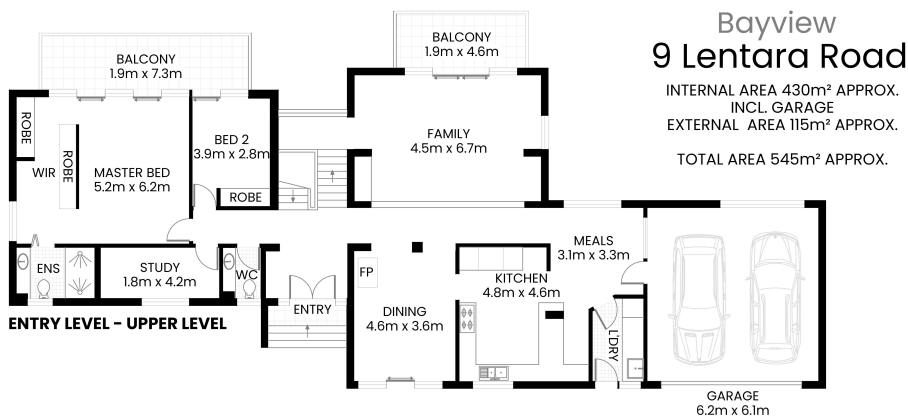 Bayview
9 Lentara Road
INTERNAL AREA 430m² APPROX.
INCL. GARAGE
EXTERNAL AREA 115m² APPROX.
TOTAL AREA 545m² APPROX.
BALCONY
1.9m x 7.3m
BALCONY
1.9m x 4.6m
ROBE
ROBE
WIR
MASTER BED
5.2m x 6.2m
BED 2
3.9m x 2.8m
ROBE
FAMILY
4.5m x 6.7m
ENS
STUDY
1.8m x 4.2m
WC
ENTRY
FP
DINING
4.6m x 3.6m
KITCHEN
4.8m x 4.6m
MEALS
3.1m x 3.3m
L'DRY
GARAGE
6.2m x 6.1m
ENTRY LEVEL - UPPER LEVEL